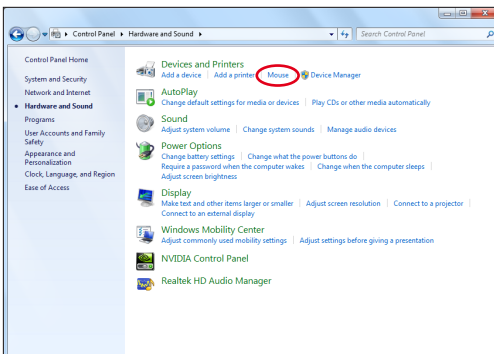 Control Panel ▸ Hardware and Sound ▸
Search Control Panel
Control Panel Home
System and Security
Network and Internet
Hardware and Sound
Programs
User Accounts and Family
Safety
Appearance and
Personalization
Clock, Language, and Region
Ease of Access
Devices and Printers
Add a device | Add a printer | Mouse | Device Manager
AutoPlay
Change default settings for media or devices | Play CDs or other media automatically
Sound
Adjust system volume | Change system sounds | Manage audio devices
Power Options
Change battery settings | Change what the power buttons do |
Require a password when the computer wakes | Change when the computer sleeps |
Adjust screen brightness
Display
Make text and other items larger or smaller | Adjust screen resolution | Connect to a projector |
Connect to an external display
Windows Mobility Center
Adjust commonly used mobility settings | Adjust settings before giving a presentation
NVIDIA Control Panel
Realtek HD Audio Manager